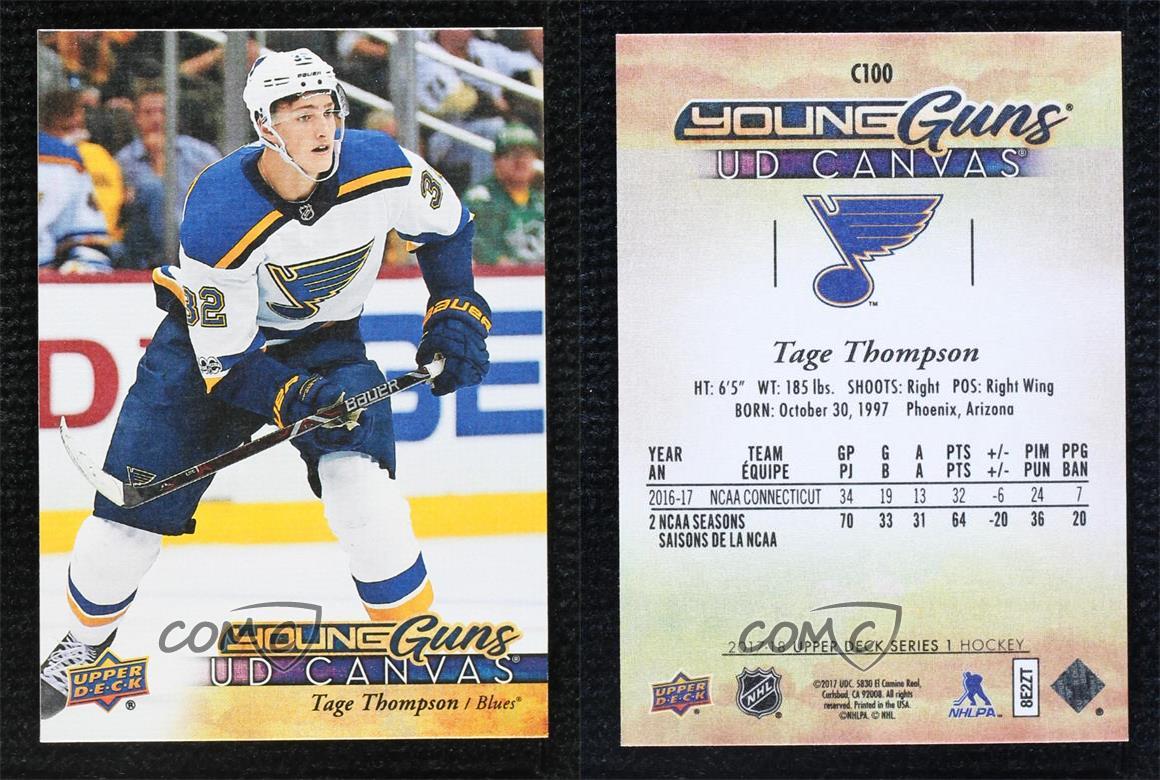 32
BAUER
32
32
BAUER
BAUER
D
BE
COMC
YOUNG Guns
UD CANVAS®
UPPER DECK ®
Tage Thompson / Blues®
C100
YOUNG Guns®
UD CANVAS®
™
Tage Thompson
HT: 6'5" WT: 185 lbs. SHOOTS: Right POS: Right Wing
BORN: October 30, 1997 Phoenix, Arizona
YEAR TEAM GP G A PTS +/- PIM PPG
AN ÉQUIPE PJ B A PTS +/- PUN BAN
2016-17 NCAA CONNECTICUT 34 19 13 32 -6 24 7
2 NCAA SEASONS 70 33 31 64 -20 36 20
SAISONS DE LA NCAA
COMC
2017-18 UPPER DECK SERIES 1 HOCKEY
UPPER DECK ®
NHL
©2017 UDC. 5830 El Camino Real,
Carlsbad, CA 92008. All rights
reserved. Printed in the USA.
©NHLPA. © NHL.
NHLPA
8E2ZT
®